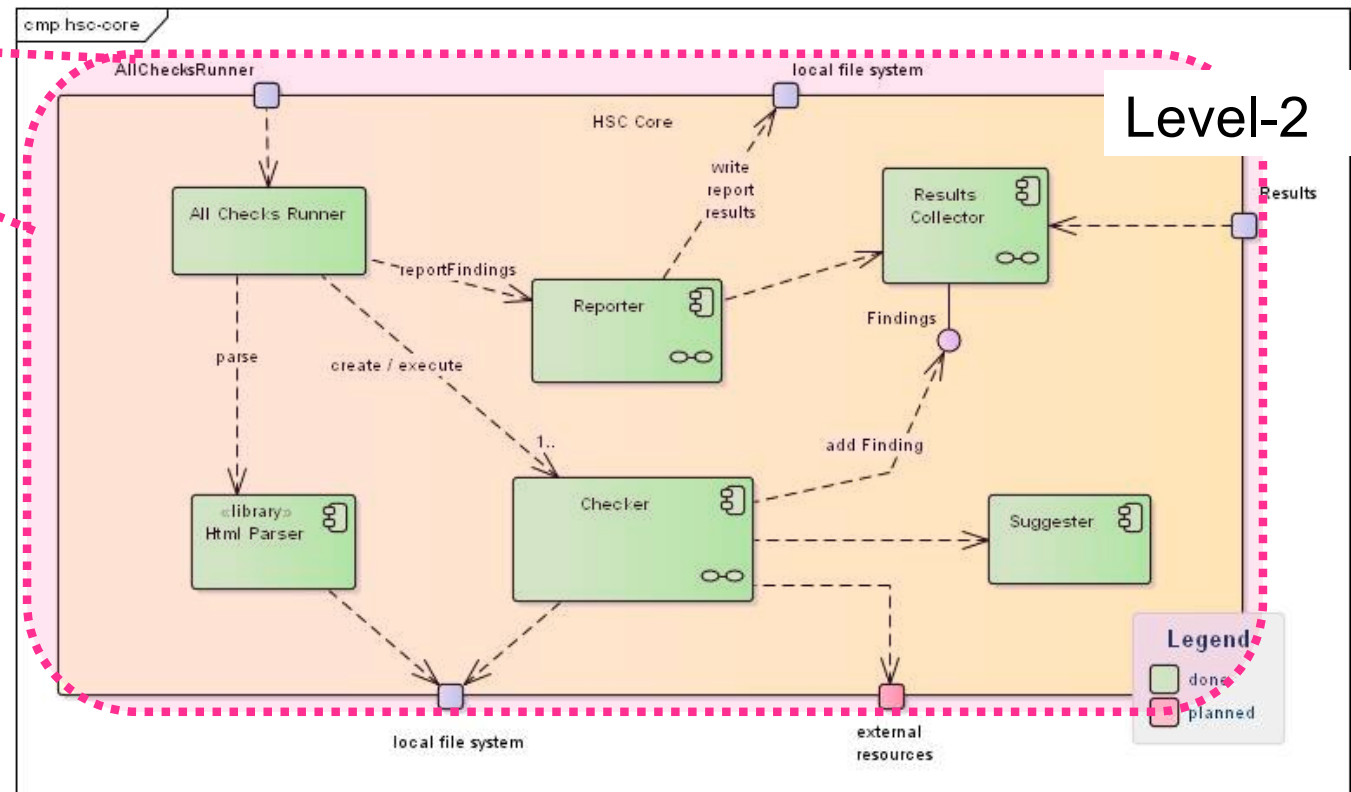 cmp hsc-core
AllChecksRunner
local file system
Level-2
HSC Core
write
report
results
Results
Collector
Results
All Checks Runner
reportFindings
Reporter
Findings
parse
create / execute
1..
add Finding
«library»
Html Parser
Checker
Suggester
Legend
done
planned
local file system
external
resources